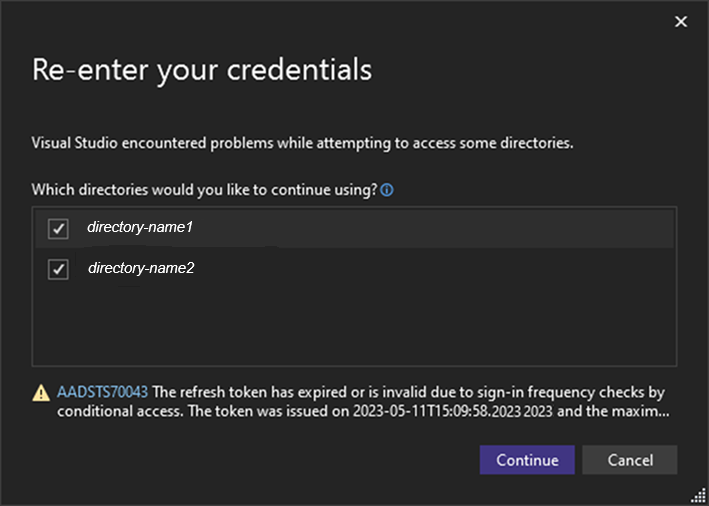 Re-enter your credentials
Visual Studio encountered problems while attempting to access some directories.
Which directories would you like to continue using?
directory-name1
directory-name2
AADSTS70043 The refresh token has expired or is invalid due to sign-in frequency checks by
conditional access. The token was issued on 2023-05-11T15:09:58.2023 2023 and the maxim...
Continue
Cancel